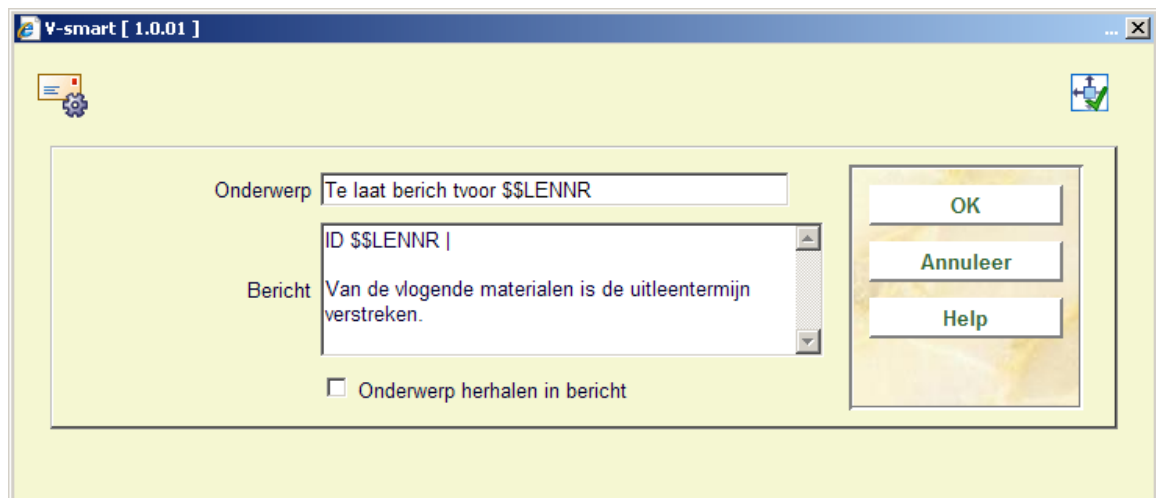 V-smart [ 1.0.01 ]
...
Onderwerp
Te laat berich tvoor $$LENNR
Bericht
ID $$LENNR |
Van de vlogende materialen is de uitleentermijn
verstreken.
Onderwerp herhalen in bericht
OK
Annuleer
Help